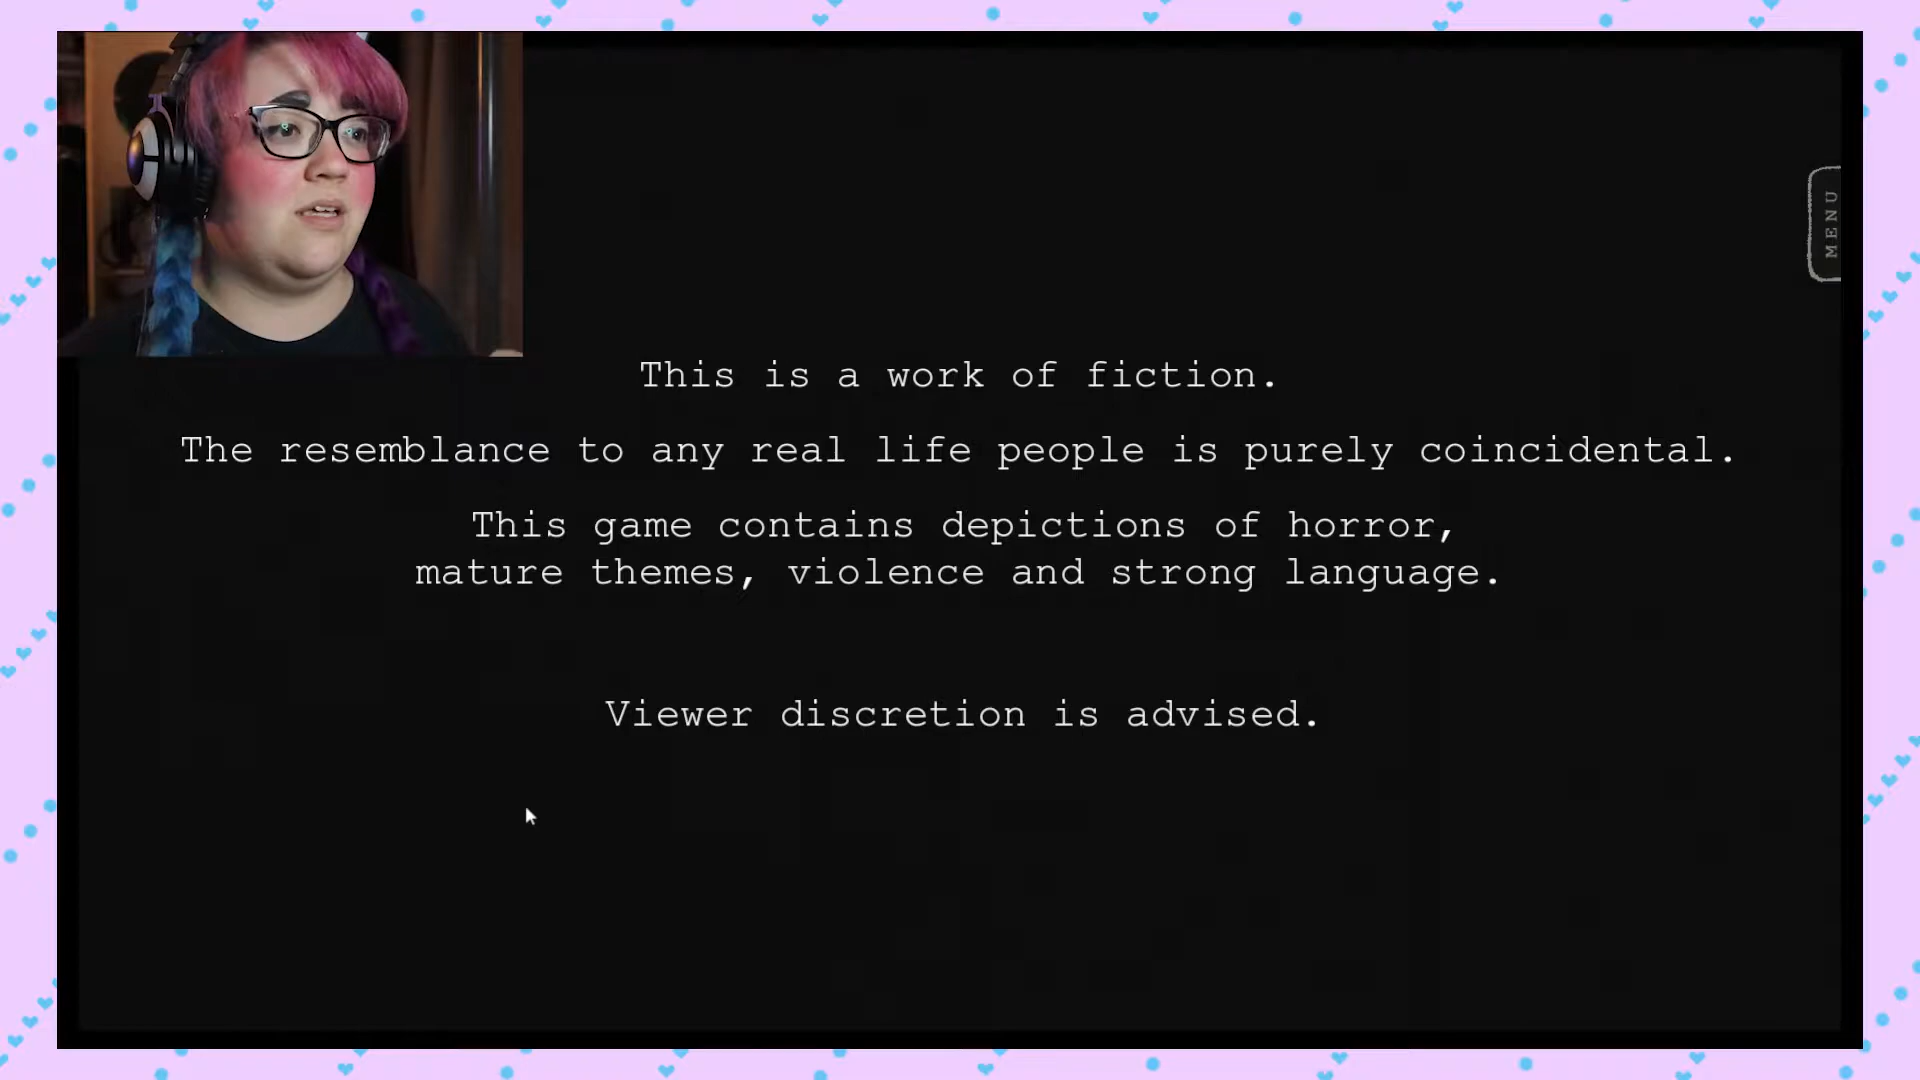 MENU
This is a work of fiction.
The resemblance to any real life people is purely coincidental.
This game contains depictions of horror,
mature themes, violence and strong language.
Viewer discretion is advised.